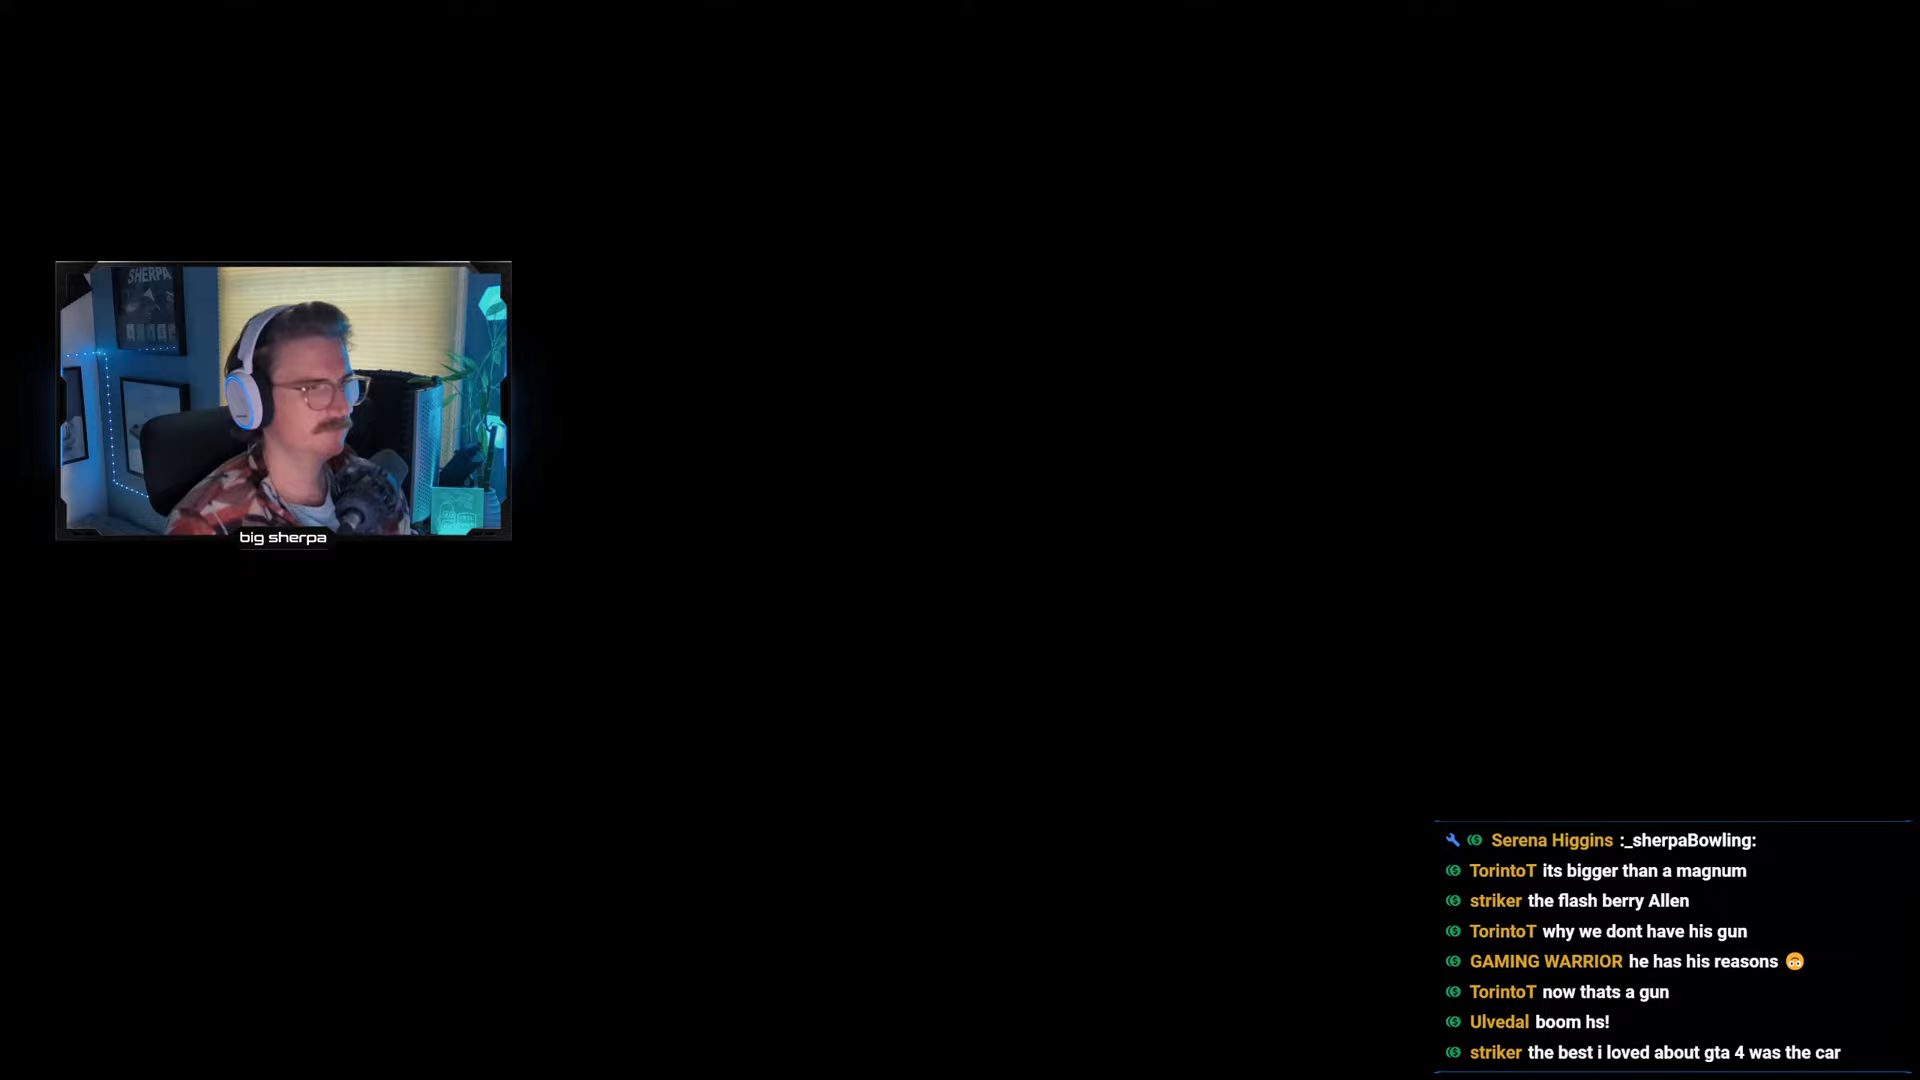 SHERPA
big sherpa
Serena Higgins :_sherpaBowling:
TorintoT its bigger than a magnum
striker the flash berry Allen
TorintoT why we dont have his gun
GAMING WARRIOR he has his reasons 🙃
TorintoT now thats a gun
Ulvedal boom hs!
striker the best i loved about gta 4 was the car